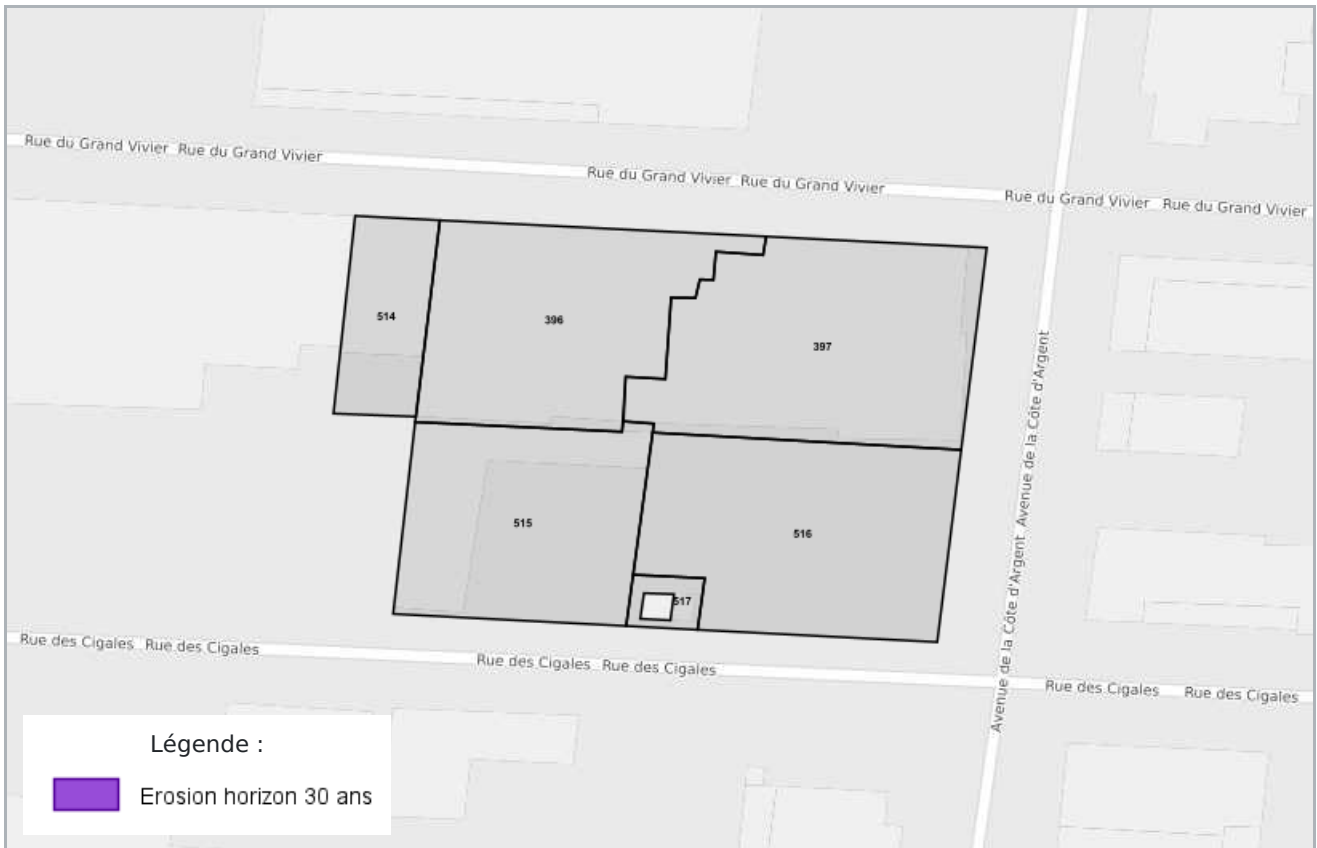 Rue du Grand Vivier Rue du Grand Vivier
Rue du Grand Vivier Rue du Grand Vivier
Rue du Grand Vivier Rue du Grand Vivier
514
396
397
Avenue de la Côte d'Argent Avenue de la Côte d'Argent
515
516
517
Rue des Cigales Rue des Cigales
Rue des Cigales Rue des Cigales
Rue des Cigales Rue des Cigales
Légende :
Erosion horizon 30 ans